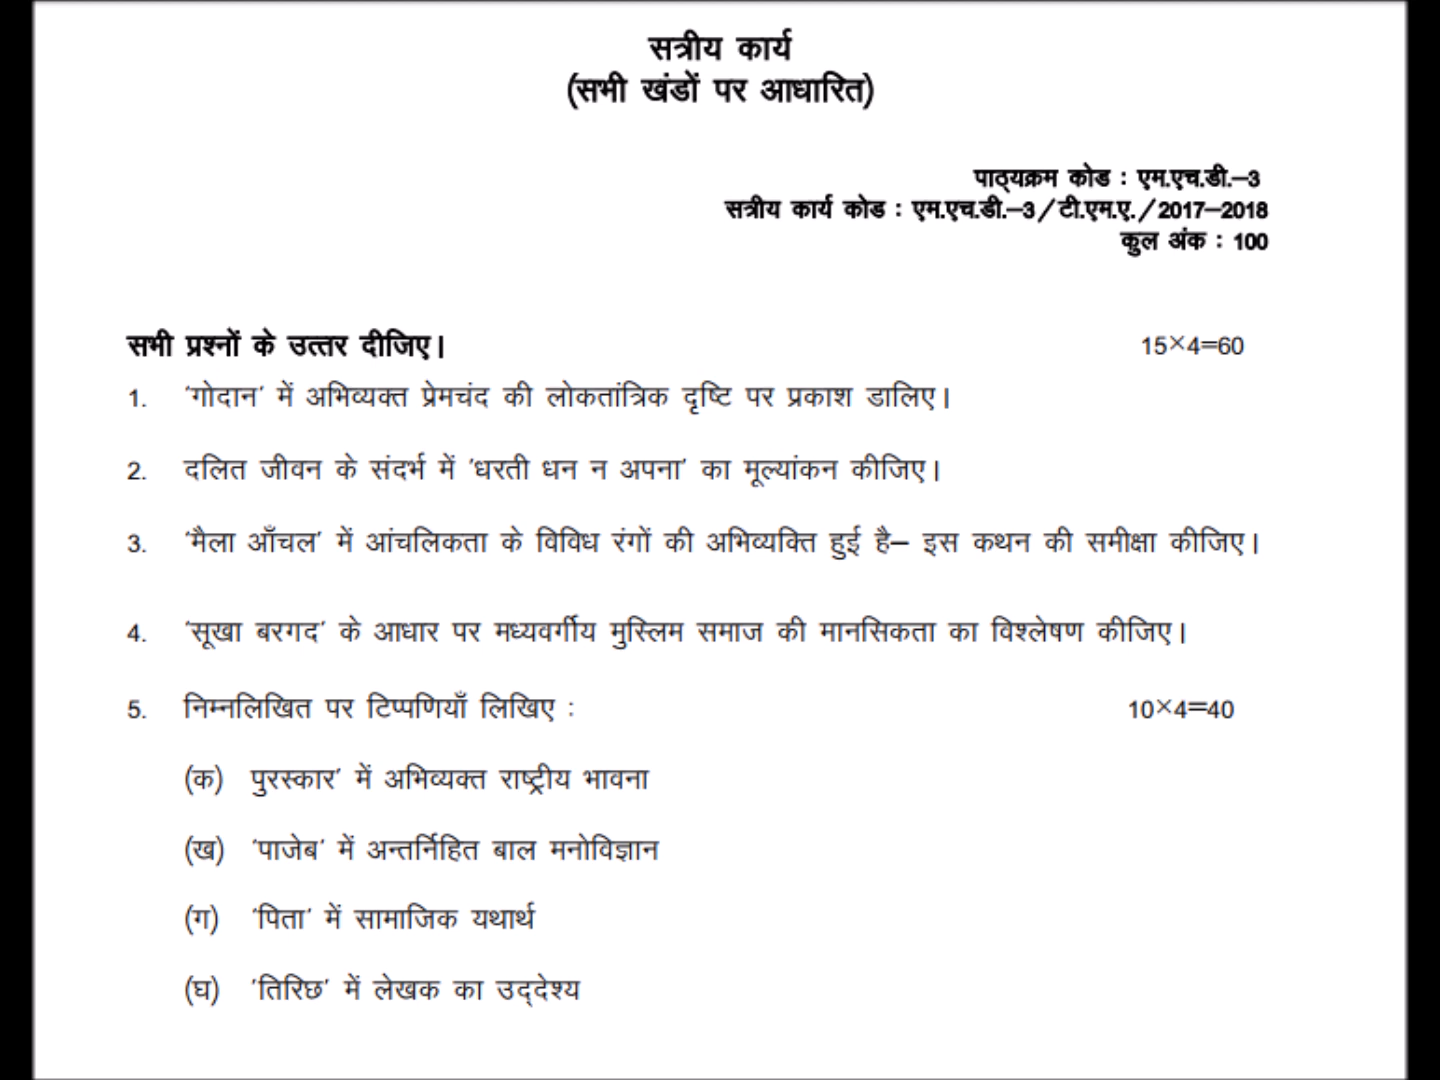 सत्रीय कार्य
(सभी खंडों पर आधारित)
पाठ्यक्रम कोड : एम.एच.डी.–3
सत्रीय कार्य कोड : एम.एच.डी.–3/टी.एम.ए./2017–2018
कुल अंक : 100
सभी प्रश्नों के उत्तर दीजिए। 15×4=60
1. 'गोदान' में अभिव्यक्त प्रेमचंद की लोकतांत्रिक दृष्टि पर प्रकाश डालिए।
2. दलित जीवन के संदर्भ में 'धरती धन न अपना' का मूल्यांकन कीजिए।
3. 'मैला आँचल' में आंचलिकता के विविध रंगों की अभिव्यक्ति हुई है– इस कथन की समीक्षा कीजिए।
4. 'सूखा बरगद' के आधार पर मध्यवर्गीय मुस्लिम समाज की मानसिकता का विश्लेषण कीजिए।
5. निम्नलिखित पर टिप्पणियाँ लिखिए : 10×4=40
(क) पुरस्कार' में अभिव्यक्त राष्ट्रीय भावना
(ख) 'पाजेब' में अन्तर्निहित बाल मनोविज्ञान
(ग) 'पिता' में सामाजिक यथार्थ
(घ) 'तिरिछ' में लेखक का उद्देश्य